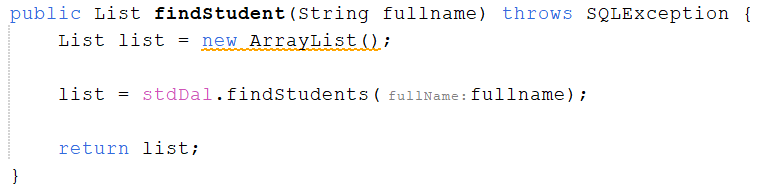 public List findStudent(String fullname) throws SQLException {
    List list = new ArrayList();
    list = stdDal.findStudents( fullName: fullname);
    return list;
}